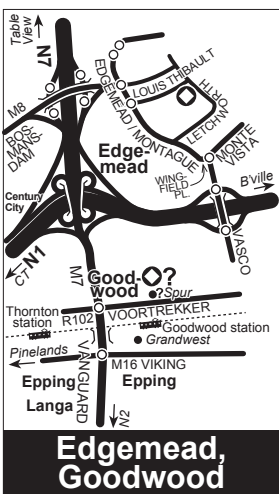 Table
View
N7
M8
BOS-
MANS-
DAM
EDGEMEAD / MONTAGUE
LOUIS THIBAULT
LETCHWORTH
MONTE
VISTA
Edge-
mead
WING-
FIELD
PL.
B'ville
Century
City
CT
N1
VASCO
M7
Good-
wood
?
? Spur
Thornton
station
R102 VOORTREKKER
Goodwood station
Grandwest
Pinelands
VANGUARD
M16 VIKING
Epping
Epping
Langa
N2
Edgemead,
Goodwood